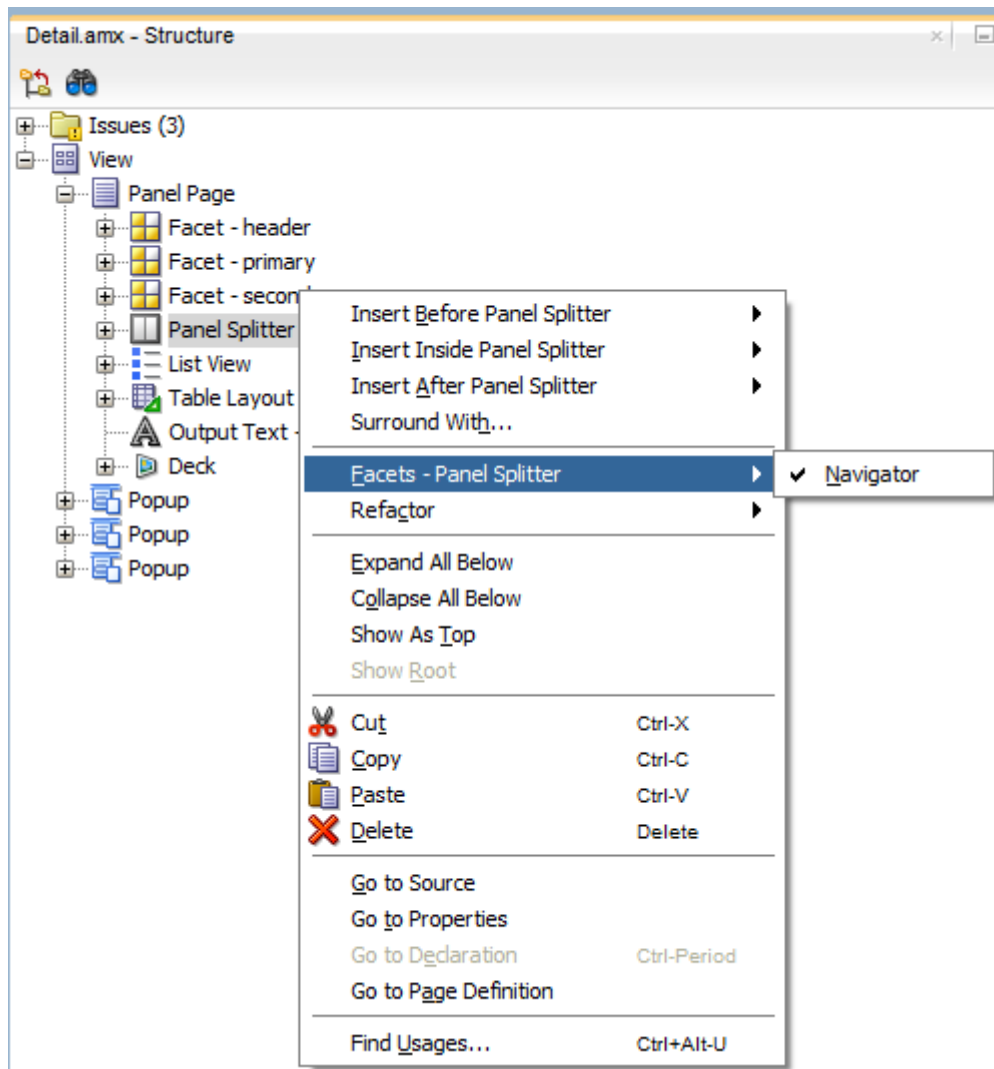 Detail.amx - Structure
Issues (3)
View
Panel Page
Facet - header
Facet - primary
Facet - second
Panel Splitter
List View
Table Layout
Output Text -
Deck
Popup
Popup
Popup
Insert Before Panel Splitter
Insert Inside Panel Splitter
Insert After Panel Splitter
Surround With...
Facets - Panel Splitter
Navigator
Refactor
Expand All Below
Collapse All Below
Show As Top
Show Root
Cut Ctrl-X
Copy Ctrl-C
Paste Ctrl-V
Delete Delete
Go to Source
Go to Properties
Go to Declaration Ctrl-Period
Go to Page Definition
Find Usages... Ctrl+Alt-U